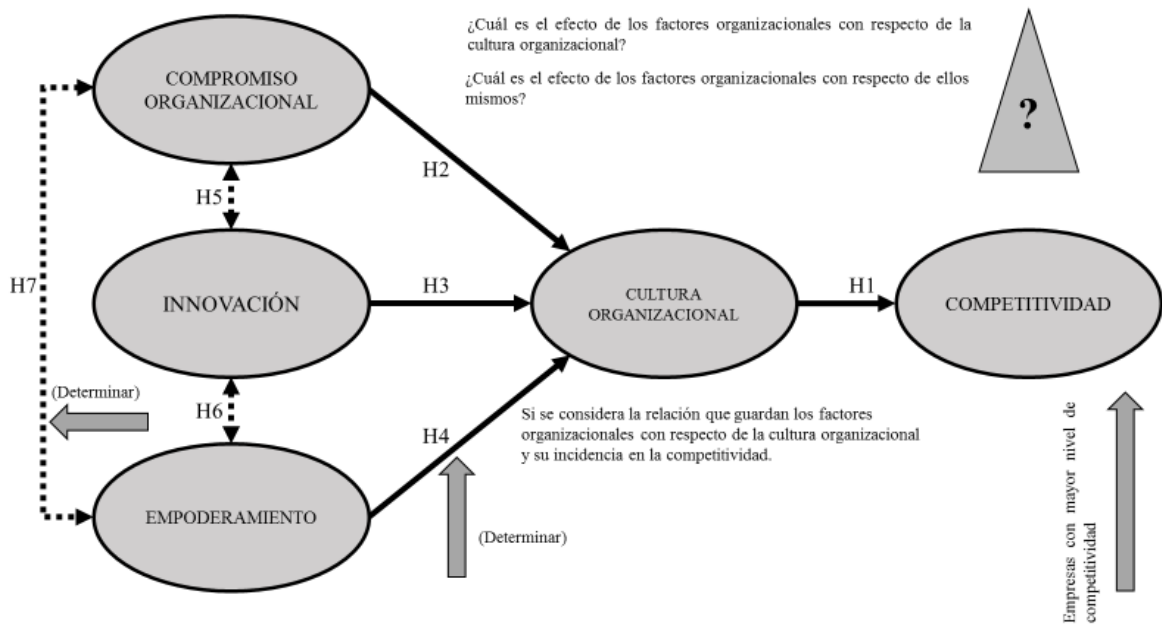 ¿Cuál es el efecto de los factores organizacionales con respecto de la
cultura organizacional?
¿Cuál es el efecto de los factores organizacionales con respecto de ellos
mismos?
?
COMPROMISO
ORGANIZACIONAL
H2
H5
H7
INNOVACIÓN
H3
CULTURA
ORGANIZACIONAL
H1
COMPETITIVIDAD
(Determinar)
H6
H4
Si se considera la relación que guardan los factores
organizacionales con respecto de la cultura organizacional
y su incidencia en la competitividad.
EMPODERAMIENTO
(Determinar)
Empresas con mayor nivel de
competitividad